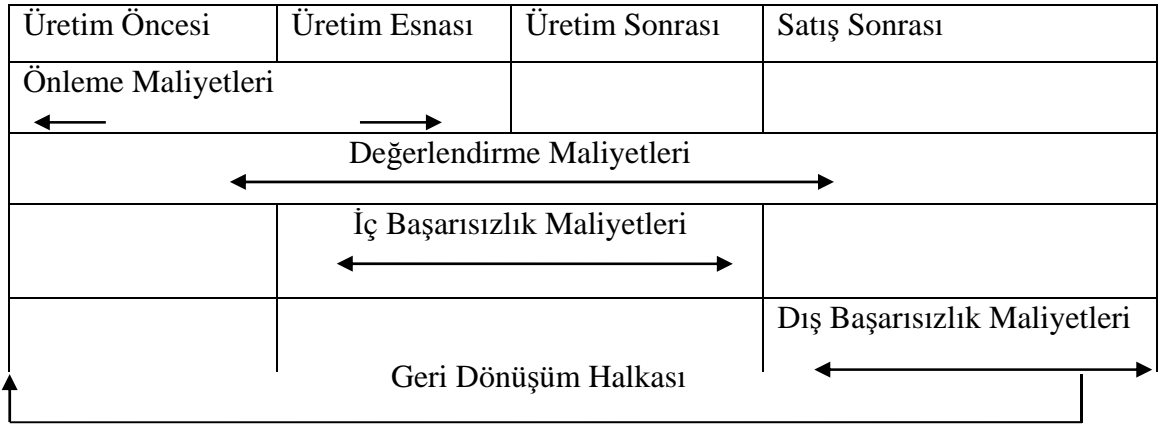 Üretim Öncesi Üretim Esnası Üretim Sonrası Satış Sonrası
Önleme Maliyetleri
Değerlendirme Maliyetleri
İç Başarısızlık Maliyetleri
Dış Başarısızlık Maliyetleri
Geri Dönüşüm Halkası